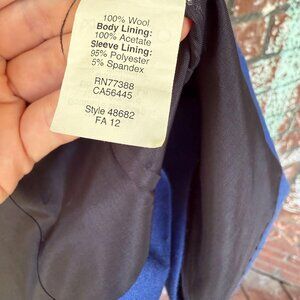 100% Wool
Body Lining:
100% Acetate
Sleeve Lining:
95% Polyester
5% Spandex
RN77388
CA56445
Style 48682
FA 12